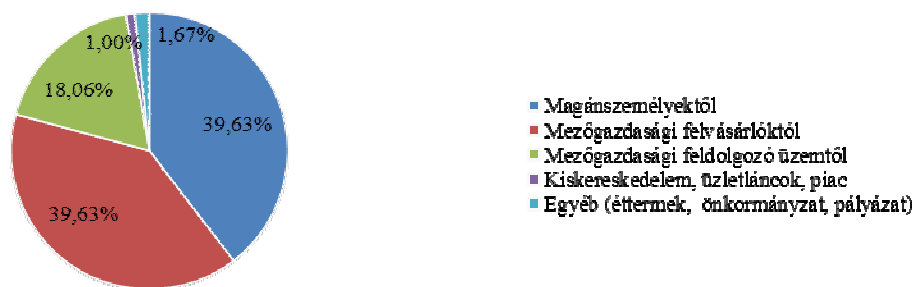 1,67%
1,00%
18,06%
39,63%
39,63%
Magánszemélyektől
Mezőgazdasági felvásárlóktól
Mezőgazdasági feldolgozó üzemtől
Kiskereskedelem, üzletláncok, piac
Egyéb (éttermek, önkormányzat, pályázat)